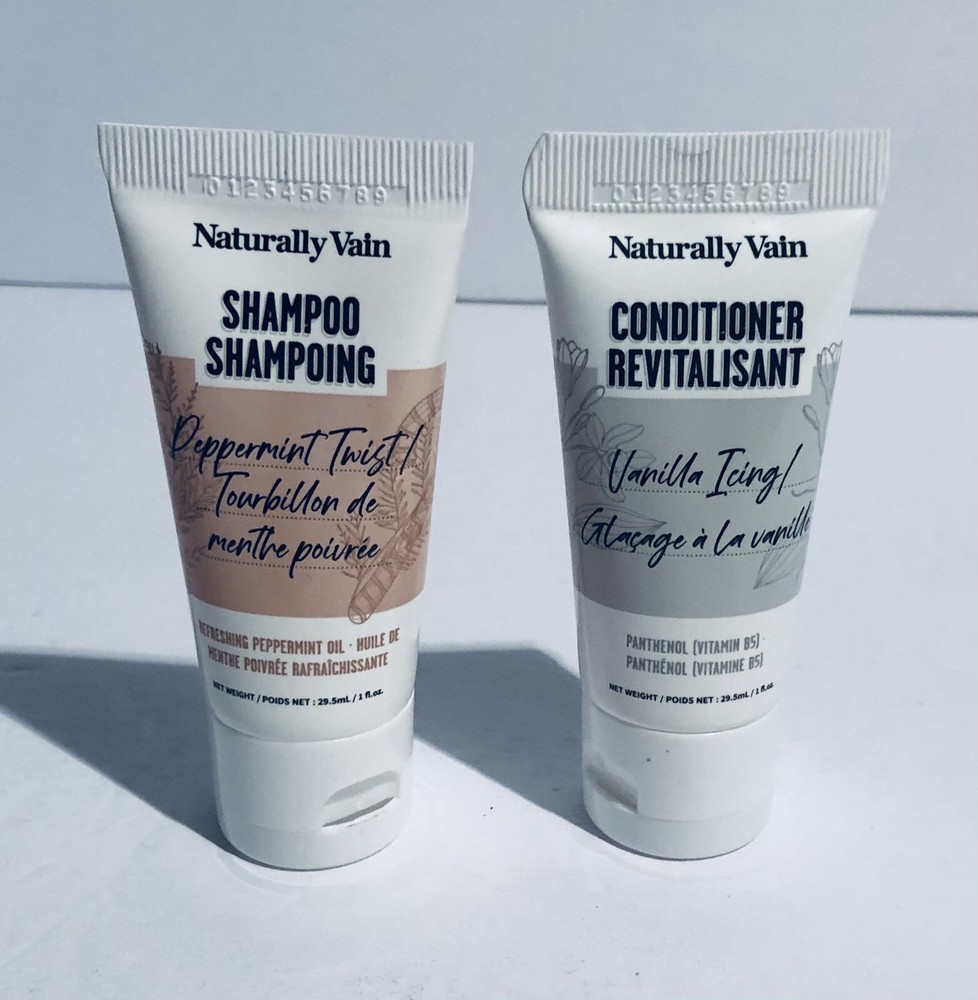 0123456789
Naturally Vain
SHAMPOO
SHAMPOING
Peppermint Twist/
Tourbillon de
menthe poivrée
REFRESHING PEPPERMINT OIL · HUILE DE
MENTHE POIVRÉE RAFRAÎCHISSANTE
NET WEIGHT / POIDS NET : 29.5mL / 1 fl.oz.
0123456789
Naturally Vain
CONDITIONER
REVITALISANT
Vanilla Icing/
Glaçage à la vanille
PANTHENOL (VITAMIN B5) ·
PANTHÉNOL (VITAMINE B5)
NET WEIGHT / POIDS NET : 29.5mL / 1 fl.oz.